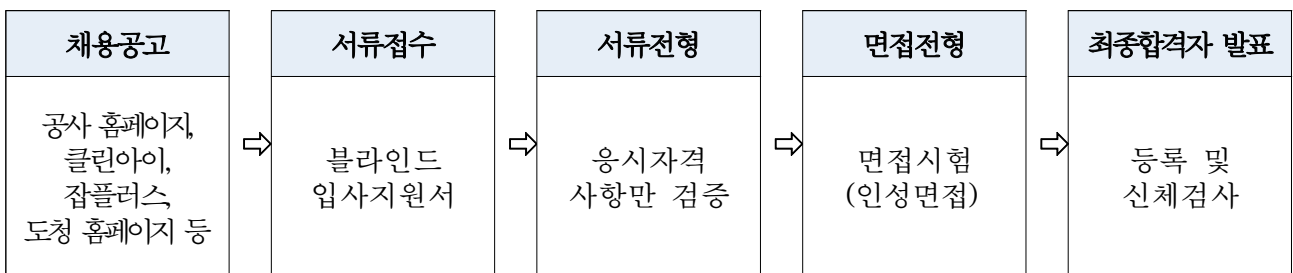 채용공고
공사 홈페이지,
클린아이,
잡플러스,
도청 홈페이지 등
⇨
서류접수
블라인드
입사지원서
⇨
서류전형
응시자격
사항만 검증
⇨
면접전형
면접시험
(인성면접)
⇨
최종합격자 발표
등록 및
신체검사